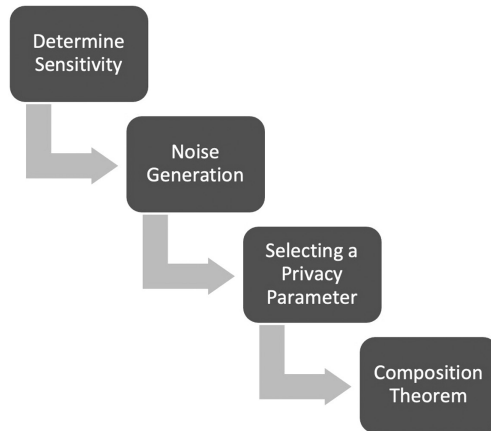 Determine
Sensitivity
Noise
Generation
Selecting a
Privacy
Parameter
Composition
Theorem